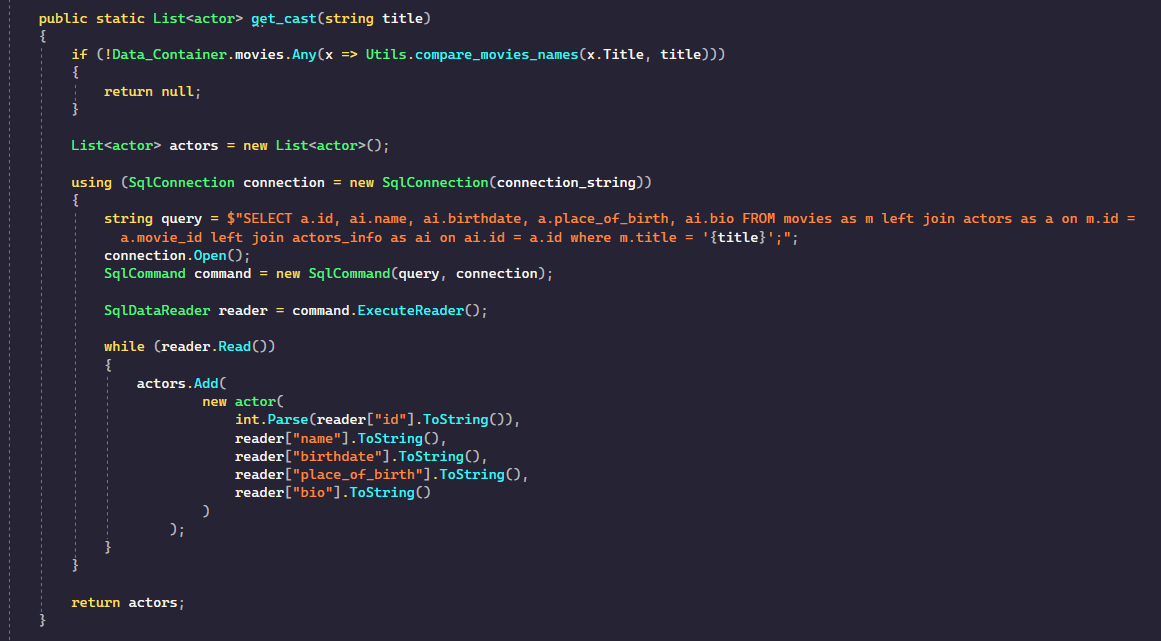 public static List<actor> get_cast(string title)
{
if (!Data_Container.movies.Any(x => Utils.compare_movies_names(x.Title, title)))
{
return null;
}
List<actor> actors = new List<actor>();
using (SqlConnection connection = new SqlConnection(connection_string))
{
string query = $"SELECT a.id, ai.name, ai.birthdate, a.place_of_birth, ai.bio FROM movies as m left join actors as a on m.id =
a.movie_id left join actors_info as ai on ai.id = a.id where m.title = '{title}';";
connection.Open();
SqlCommand command = new SqlCommand(query, connection);
SqlDataReader reader = command.ExecuteReader();
while (reader.Read())
{
actors.Add(
new actor(
int.Parse(reader["id"].ToString()),
reader["name"].ToString(),
reader["birthdate"].ToString(),
reader["place_of_birth"].ToString(),
reader["bio"].ToString()
)
);
}
}
return actors;
}